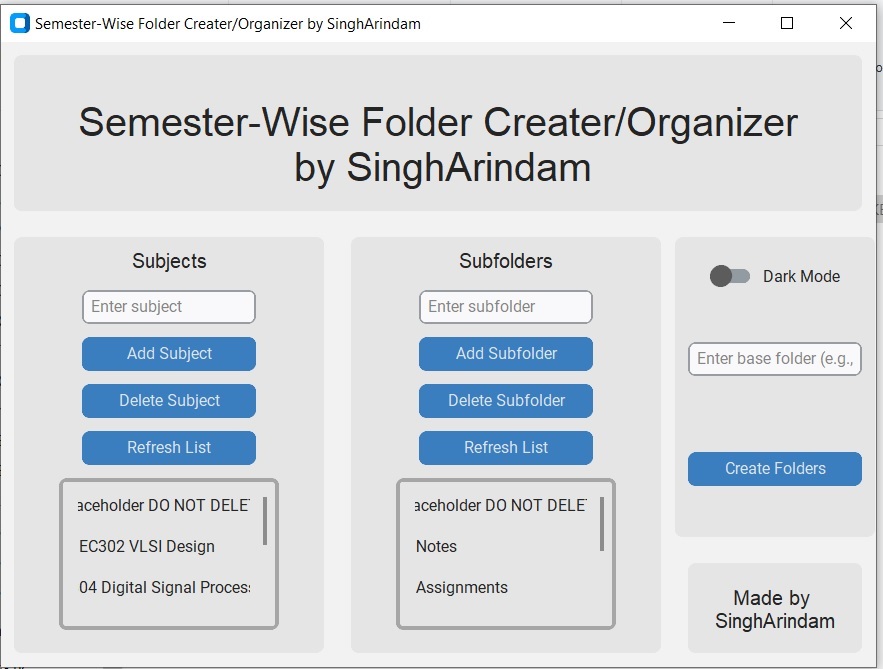 Semester-Wise Folder Creater/Organizer by SinghArindam
Semester-Wise Folder Creater/Organizer
by SinghArindam
Subjects
Enter subject
Add Subject
Delete Subject
Refresh List
aceholder DO NOT DELE
EC302 VLSI Design
04 Digital Signal Proces
Subfolders
Enter subfolder
Add Subfolder
Delete Subfolder
Refresh List
aceholder DO NOT DELE
Notes
Assignments
Dark Mode
Enter base folder (e.g.,
Create Folders
Made by
SinghArindam